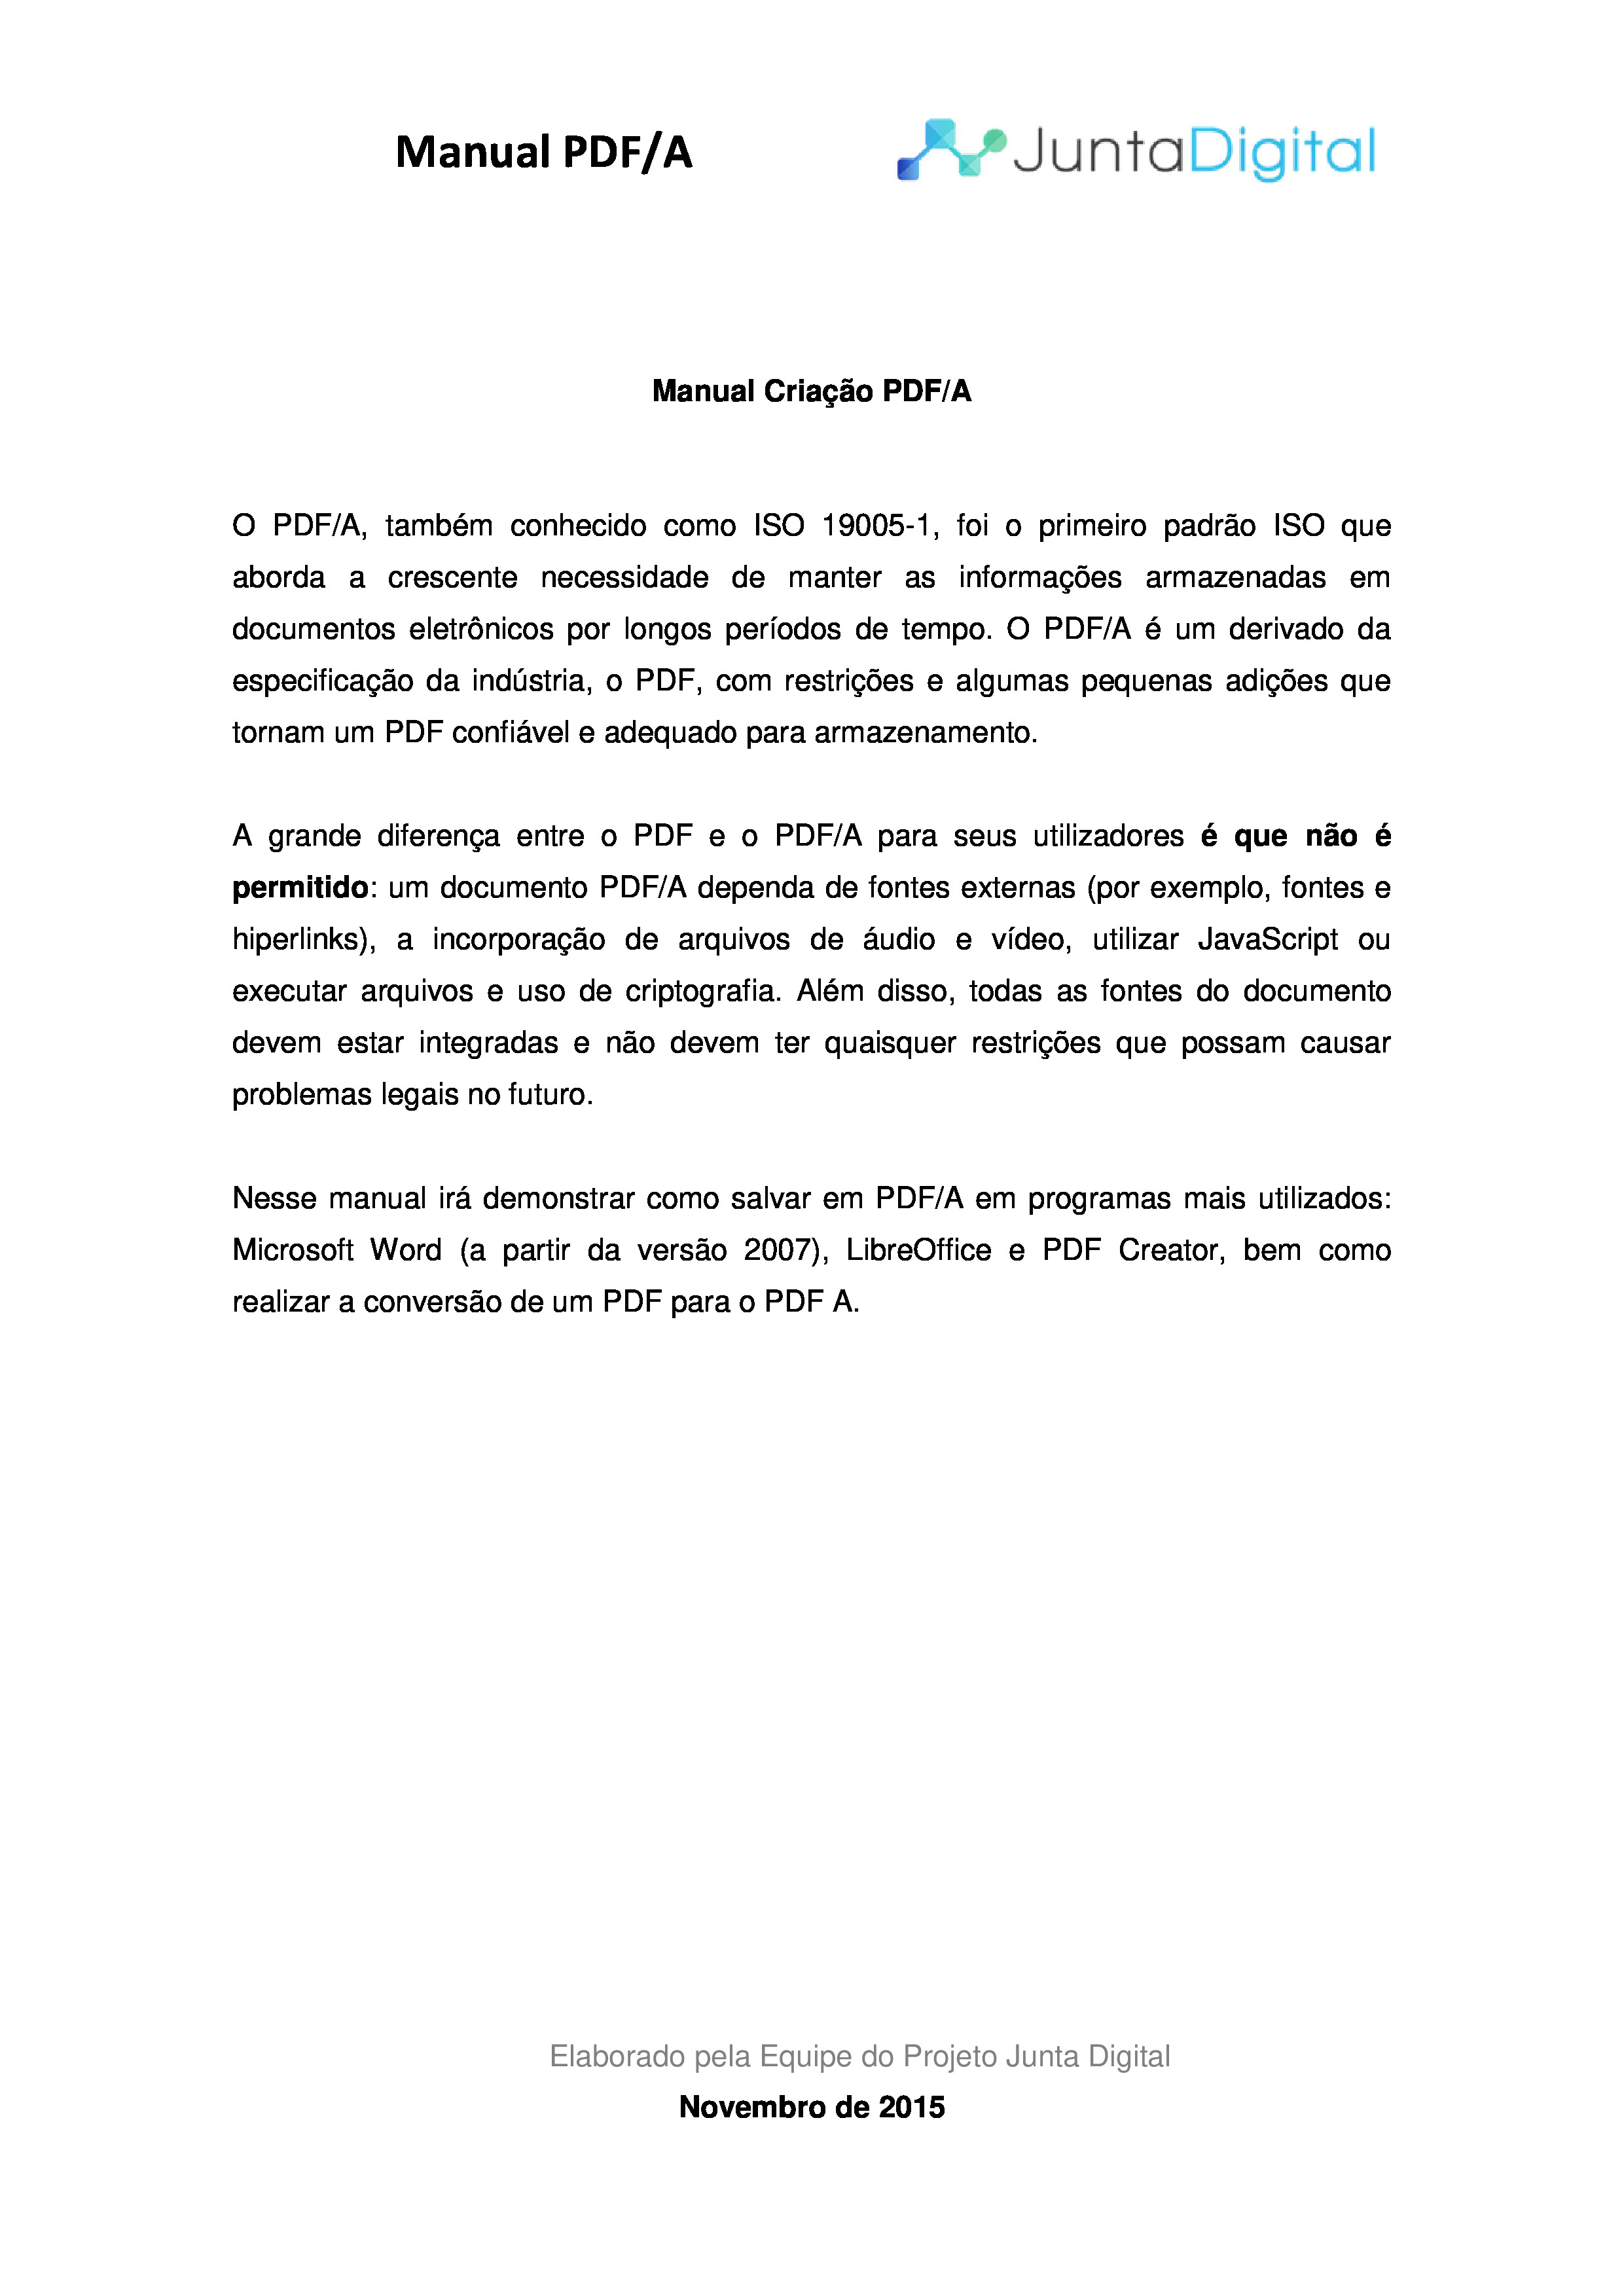 Manual PDF/A
JuntaDigital
Manual Criação PDF/A
O PDF/A, também conhecido como ISO 19005-1, foi o primeiro padrão ISO que
aborda a crescente necessidade de manter as informações armazenadas em
documentos eletrônicos por longos períodos de tempo. O PDF/A é um derivado da
especificação da indústria, o PDF, com restrições e algumas pequenas adições que
tornam um PDF confiável e adequado para armazenamento.
A grande diferença entre o PDF e o PDF/A para seus utilizadores é que não é
permitido: um documento PDF/A dependa de fontes externas (por exemplo, fontes e
hiperlinks), a incorporação de arquivos de áudio e vídeo, utilizar JavaScript ou
executar arquivos e uso de criptografia. Além disso, todas as fontes do documento
devem estar integradas e não devem ter quaisquer restrições que possam causar
problemas legais no futuro.
Nesse manual irá demonstrar como salvar em PDF/A em programas mais utilizados:
Microsoft Word (a partir da versão 2007), LibreOffice e PDF Creator, bem como
realizar a conversão de um PDF para o PDF A.
Elaborado pela Equipe do Projeto Junta Digital
Novembro de 2015